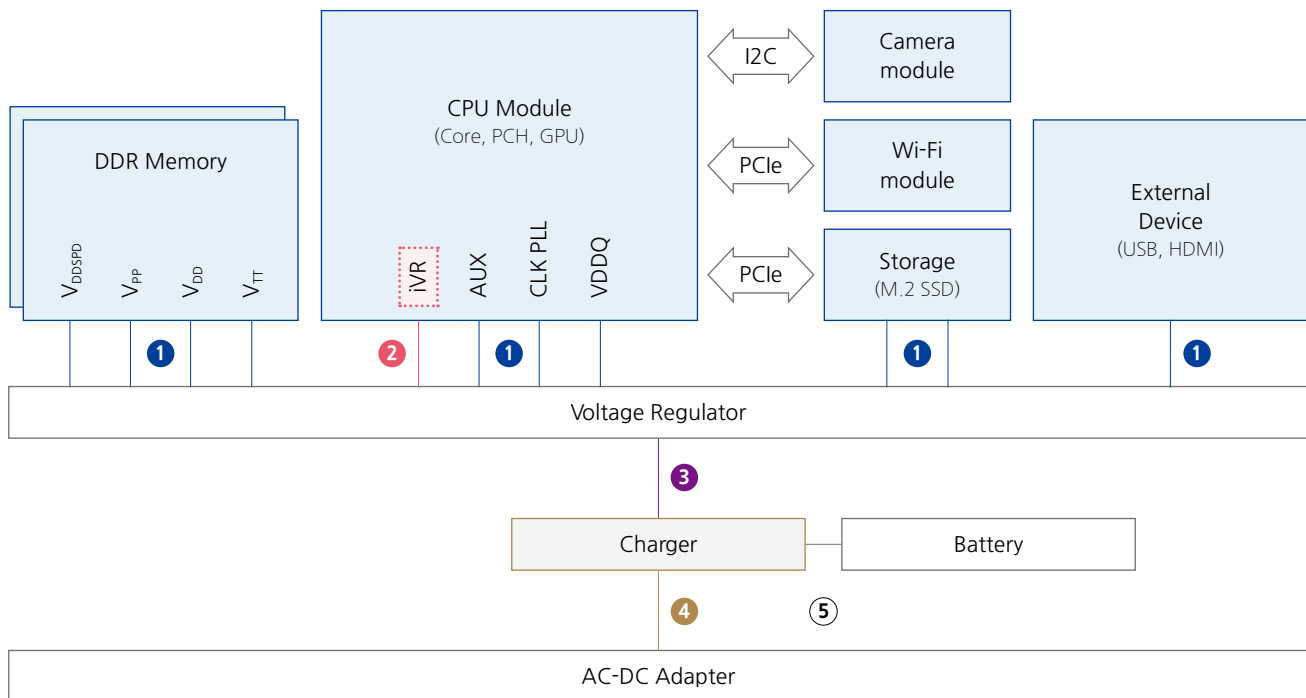 CPU Module
(Core, PCH, GPU)
I2C
Camera
module
DDR Memory
PCIe
Wi-Fi
module
External
Device
(USB, HDMI)
PCIe
Storage
(M.2 SSD)
VDDSPD
VPP
VDD
VTT
iVR
AUX
CLK PLL
VDDQ
1
2
1
1
1
Voltage Regulator
3
Charger
Battery
4
5
AC-DC Adapter